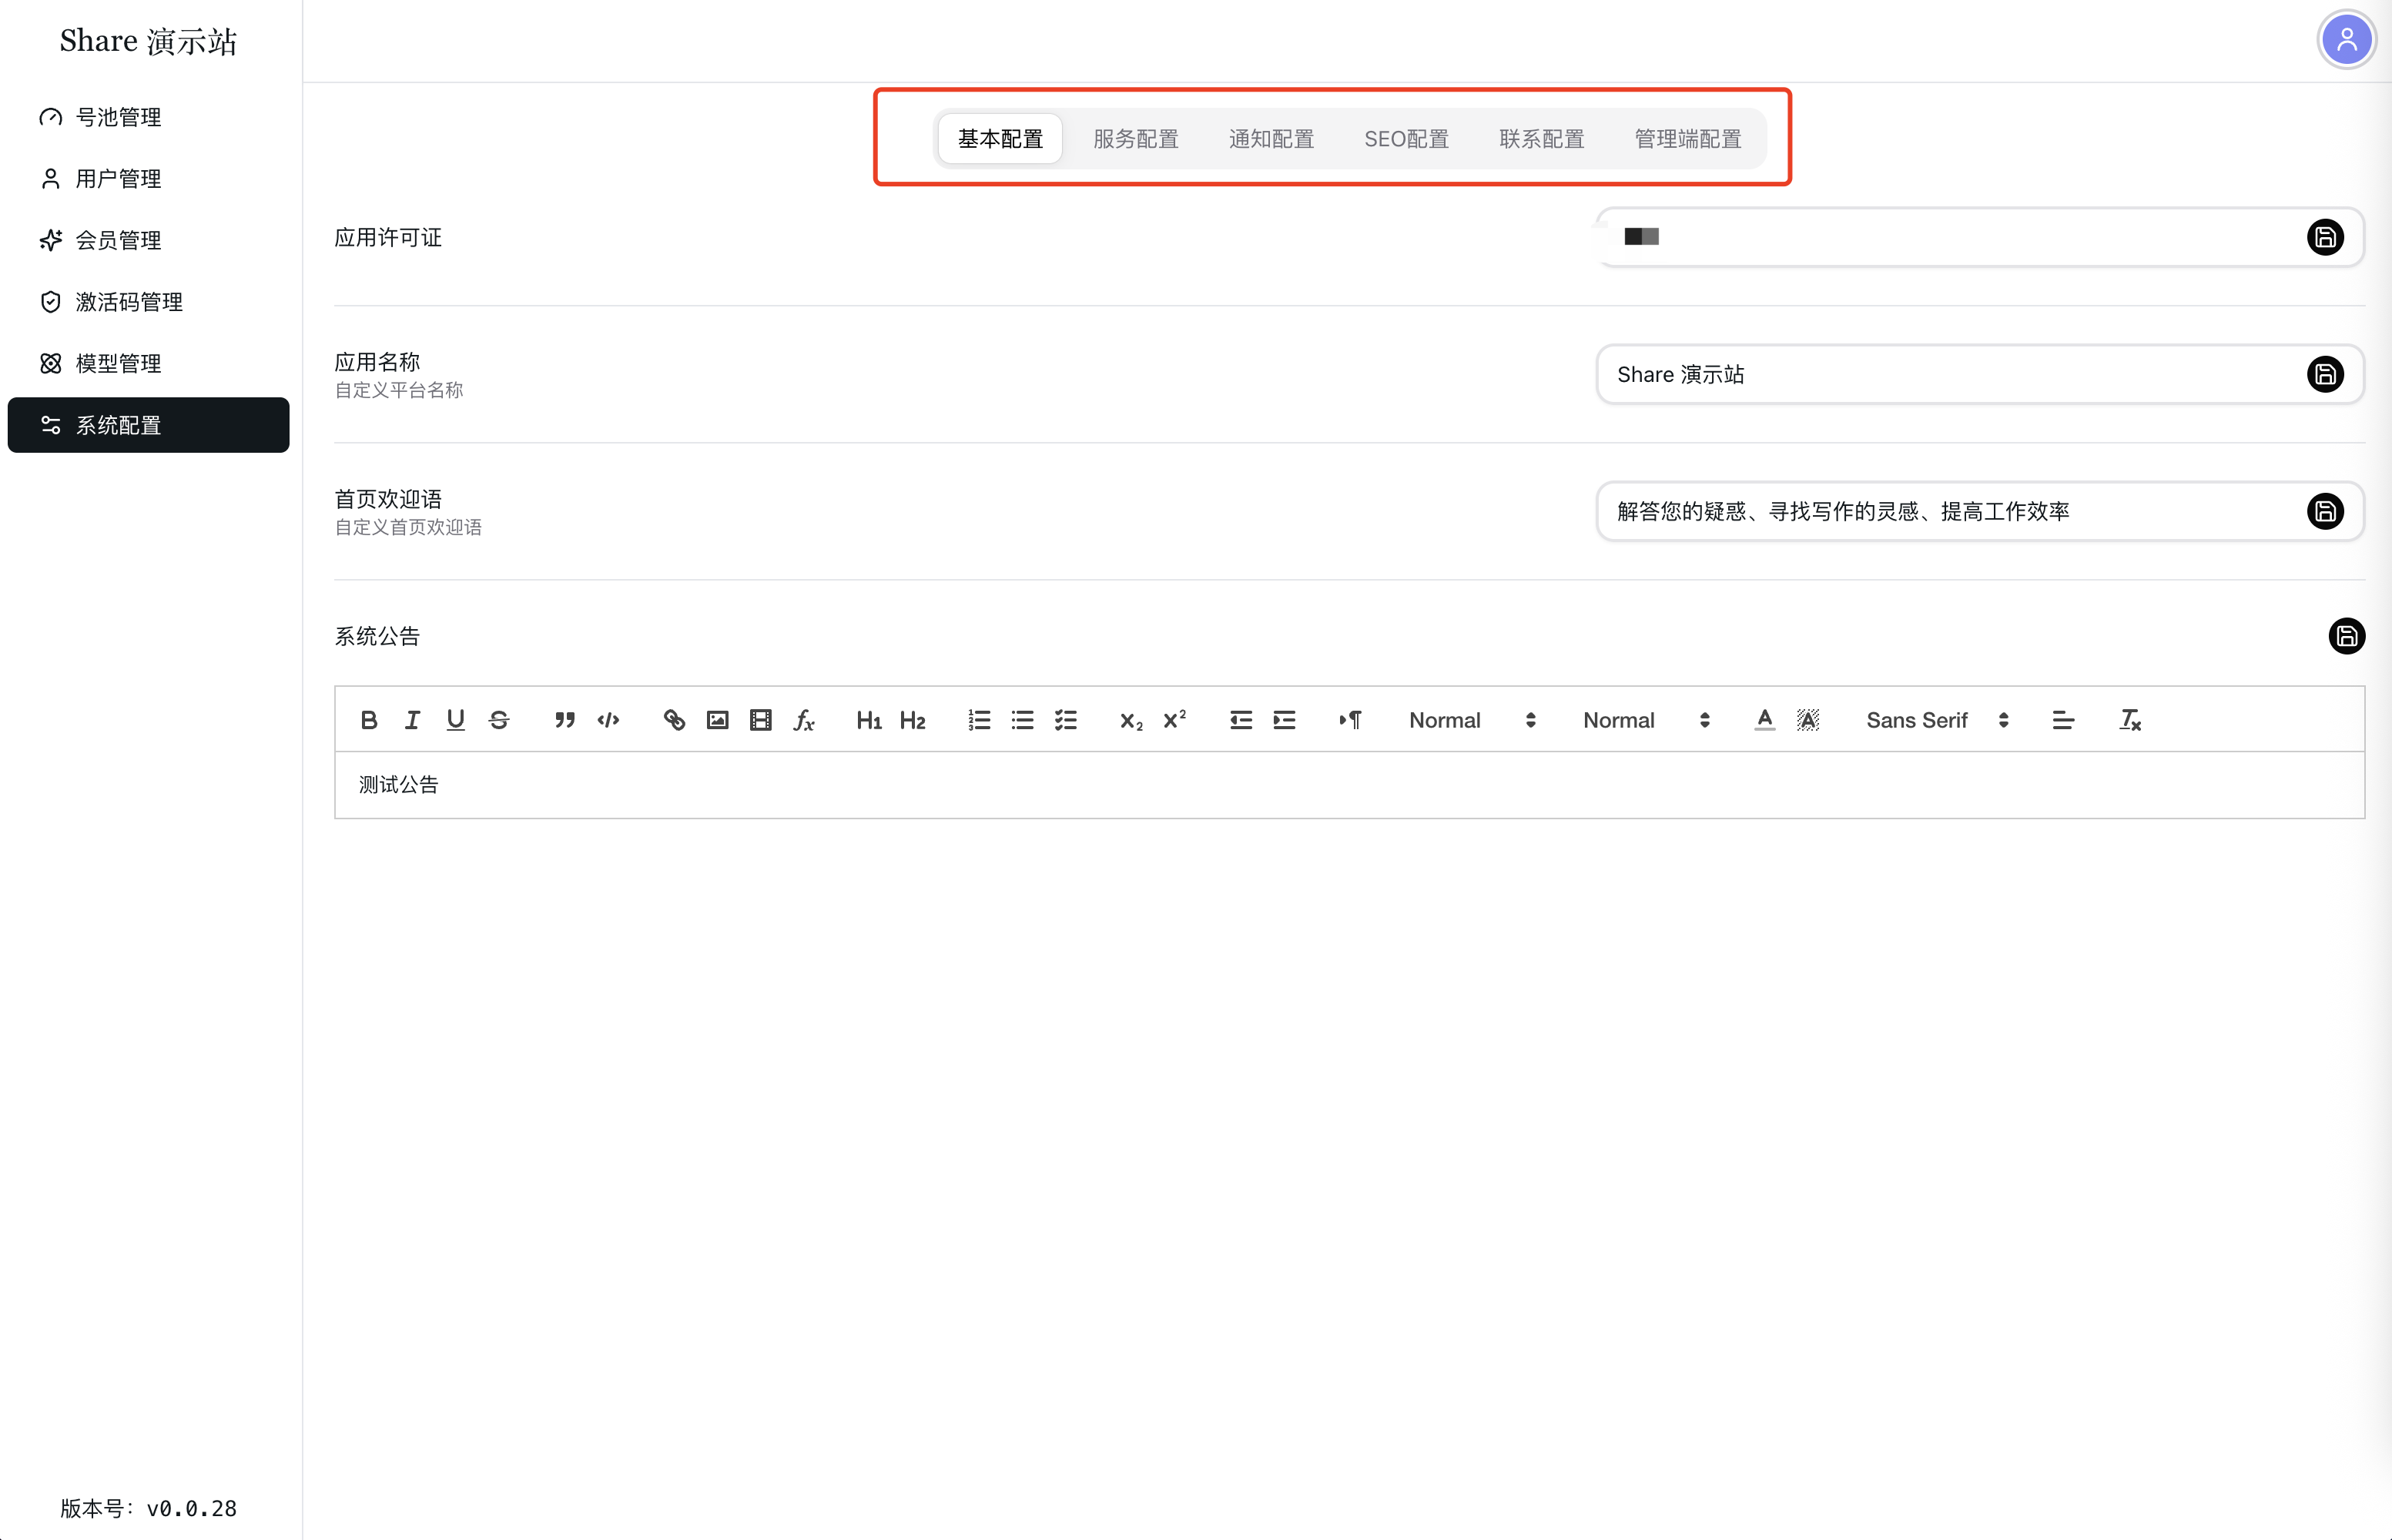 Share 演示站
号池管理
用户管理
会员管理
激活码管理
模型管理
系统配置
版本号: v0.0.28
基本配置 服务配置 通知配置 SEO配置 联系配置 管理端配置
应用许可证
应用名称
自定义平台名称
Share 演示站
首页欢迎语
自定义首页欢迎语
解答您的疑惑、寻找写作的灵感、提高工作效率
系统公告
B I U S H1 H2 x₂ x² Normal Normal A A Sans Serif
测试公告